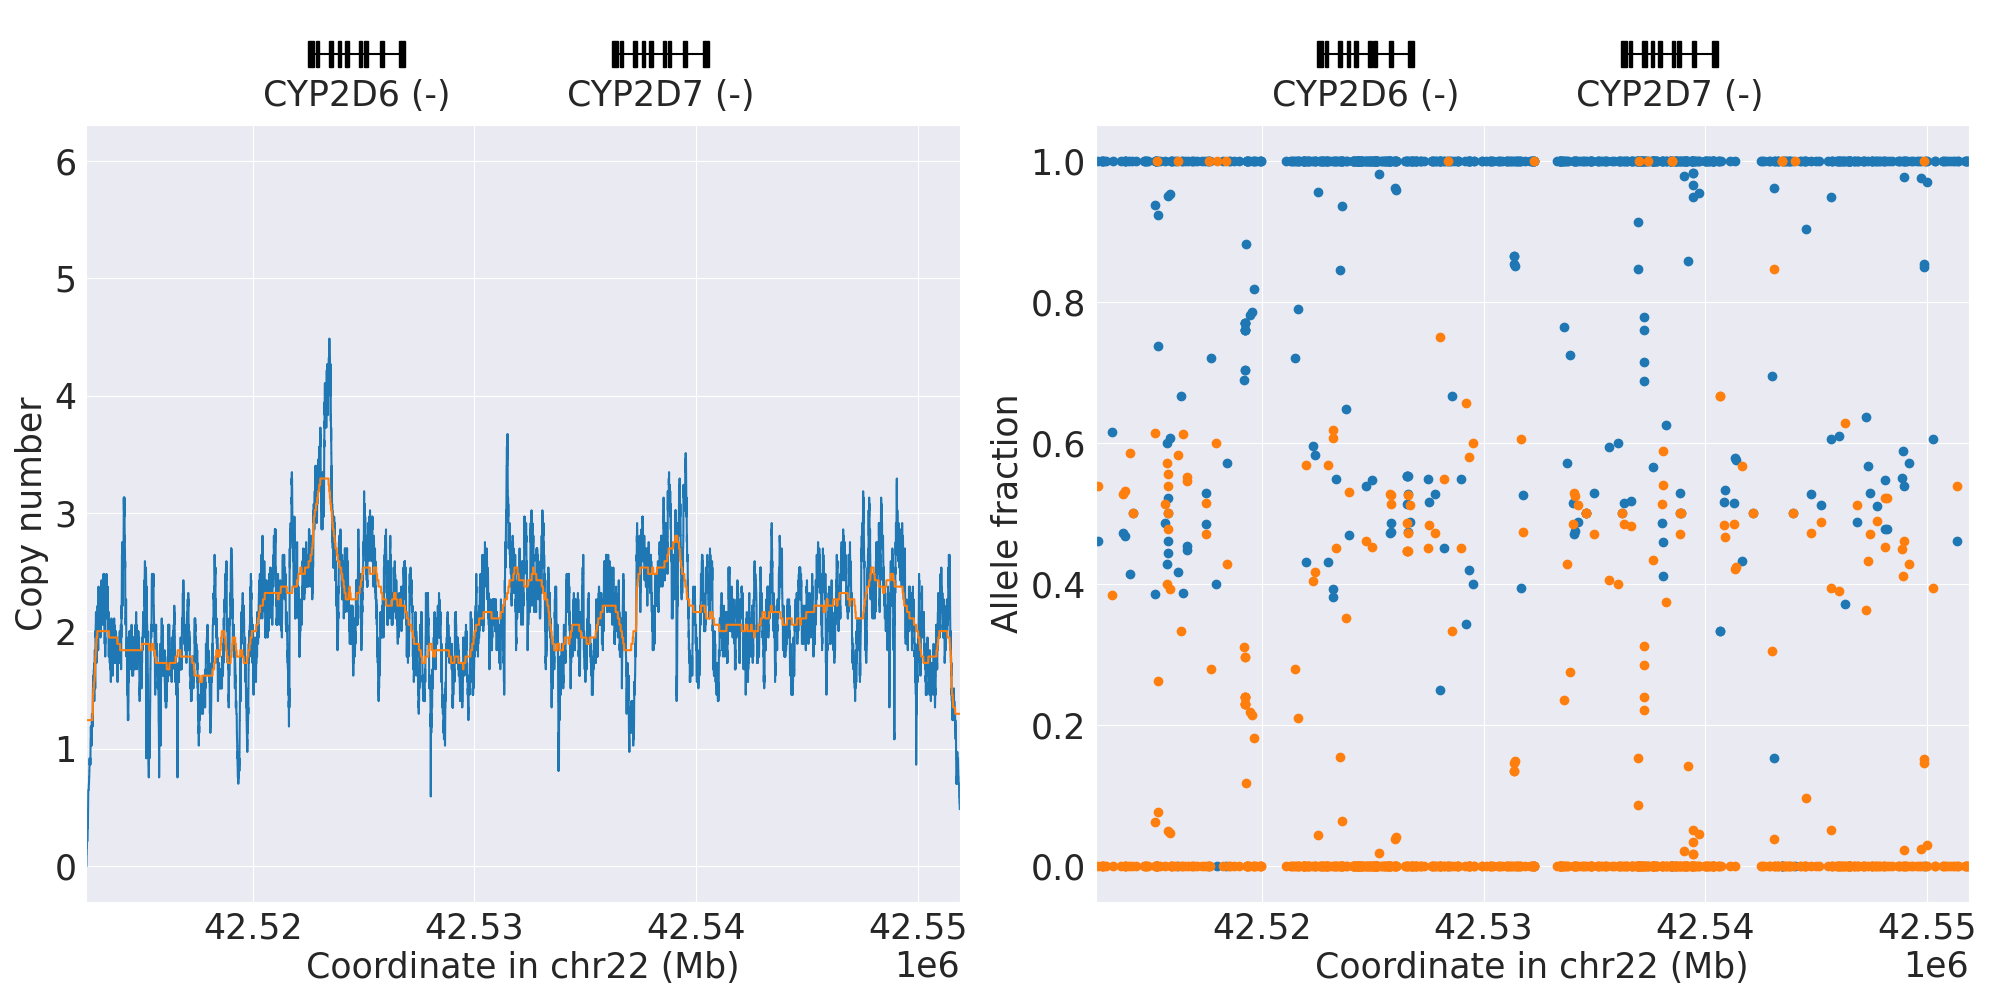 CYP2D6 (-) CYP2D7 (-)
6
5
4
3
2
1
0
Copy number
42.52 42.53 42.54 42.55
Coordinate in chr22 (Mb) 1e6
CYP2D6 (-) CYP2D7 (-)
1.0
0.8
0.6
0.4
0.2
0.0
Allele fraction
42.52 42.53 42.54 42.55
Coordinate in chr22 (Mb) 1e6